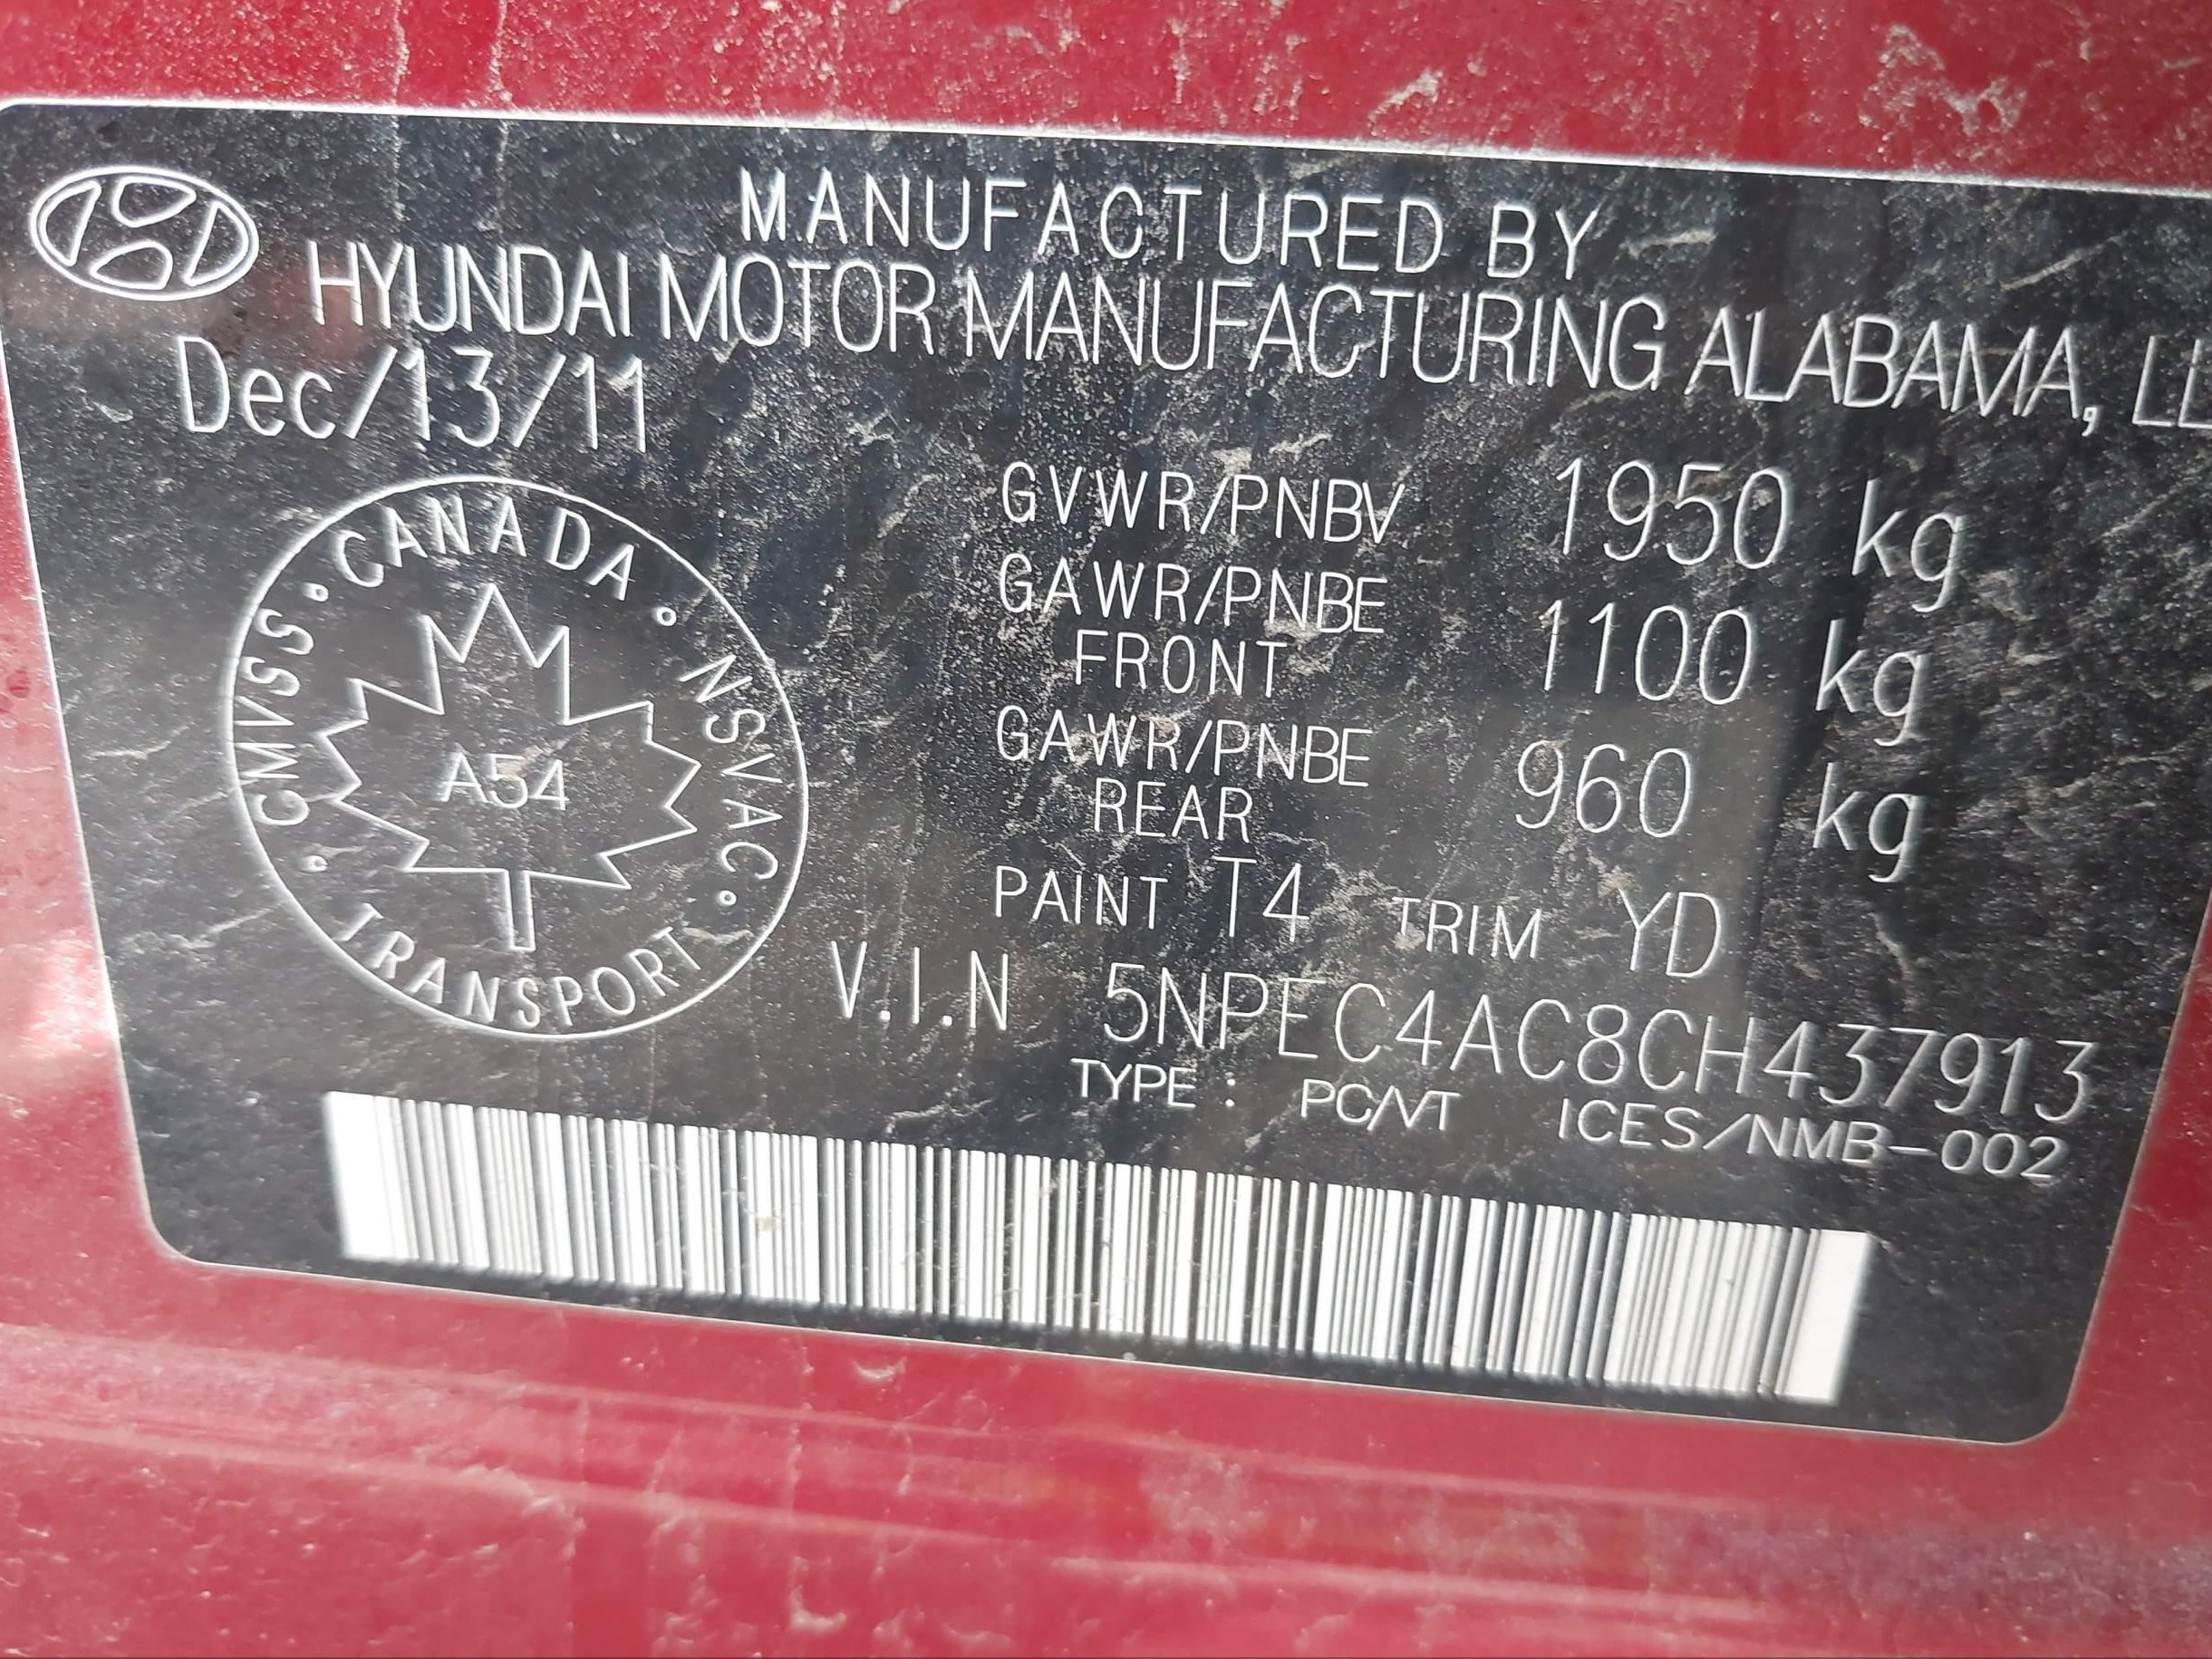 MANUFACTURED BY
HYUNDAI MOTOR MANUFACTURING ALABAMA, LL
Dec/13/11
CMVSS · CANADA · NSVAC · TRANSPORT ·
A54
GVWR/PNBV 1950 kg
GAWR/PNBE FRONT 1100 kg
GAWR/PNBE REAR 960 kg
PAINT T4 TRIM YD
V.I.N 5NPEC4AC8CH437913
TYPE : PC/VT ICES/NMB-002